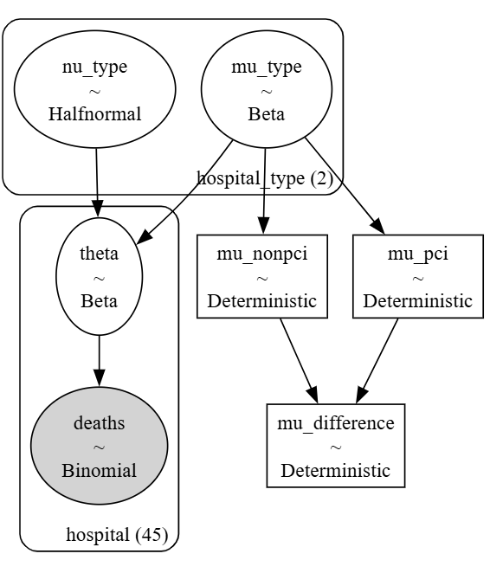 nu_type
~
Halfnormal
mu_type
~
Beta
hospital_type (2)
theta
~
Beta
mu_nonpci
~
Deterministic
mu_pci
~
Deterministic
deaths
~
Binomial
mu_difference
~
Deterministic
hospital (45)